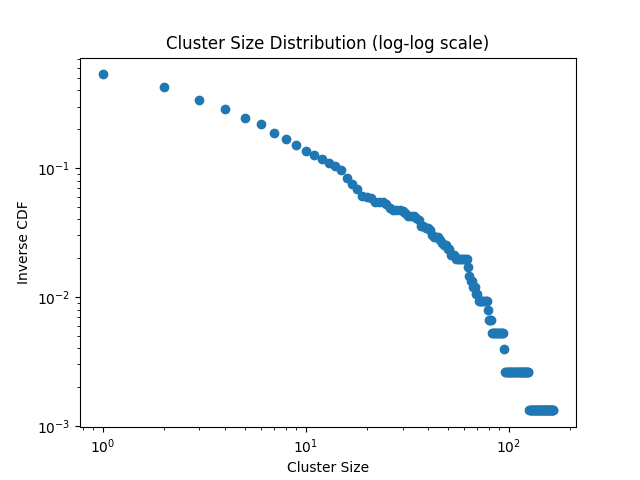 Cluster Size Distribution (log-log scale)
Inverse CDF
10⁻¹
10⁻²
10⁻³
10⁰
10¹
10²
Cluster Size